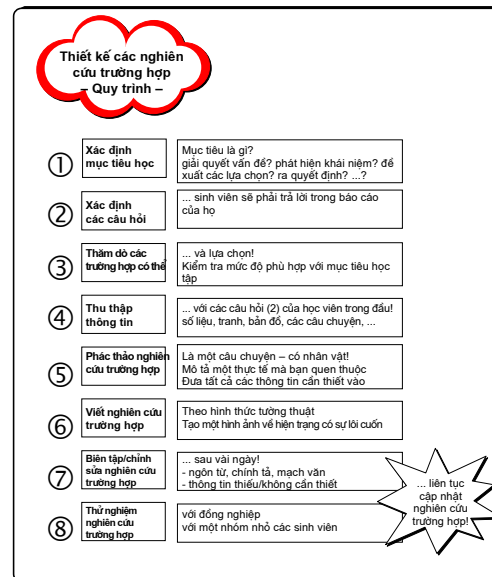 Thiết kế các nghiên
cứu trường hợp
– Quy trình –
① Xác định
mục tiêu học
Mục tiêu là gì?
giải quyết vấn đề? phát hiện khái niệm? đề
xuất các lựa chọn? ra quyết định? ...?
② Xác định
các câu hỏi
... sinh viên sẽ phải trả lời trong báo cáo
của họ
③ Thăm dò các
trường hợp có thể
... và lựa chọn!
Kiểm tra mức độ phù hợp với mục tiêu học
tập
④ Thu thập
thông tin
... với các câu hỏi (2) của học viên trong đầu!
số liệu, tranh, bản đồ, các câu chuyện, ...
⑤ Phác thảo nghiên
cứu trường hợp
Là một câu chuyện – có nhân vật!
Mô tả một thực tế mà bạn quen thuộc
Đưa tất cả các thông tin cần thiết vào
⑥ Viết nghiên cứu
trường hợp
Theo hình thức tường thuật
Tạo một hình ảnh về hiện trạng có sự lôi cuốn
⑦ Biên tập/chỉnh
sửa nghiên cứu
trường hợp
... sau vài ngày!
- ngôn từ, chính tả, mạch văn
- thông tin thiếu/không cần thiết
⑧ Thử nghiệm
nghiên cứu
trường hợp
với đồng nghiệp
với một nhóm nhỏ các sinh viên
... liên tục
cập nhật
nghiên cứu
trường hợp!